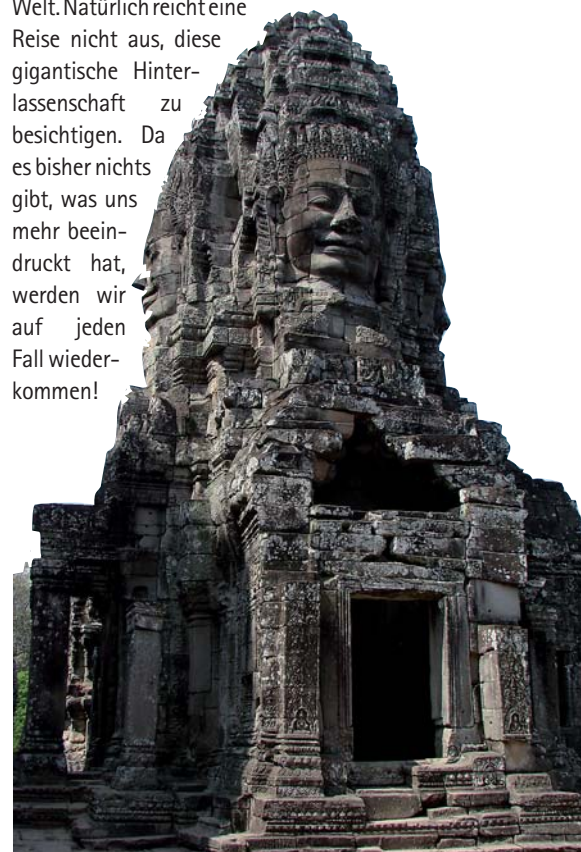 Welt. Natürlich reicht eine
Reise nicht aus, diese
gigantische Hinter-
lassenschaft zu
besichtigen. Da
es bisher nichts
gibt, was uns
mehr beein-
druckt hat,
werden wir
auf jeden
Fall wieder-
kommen!